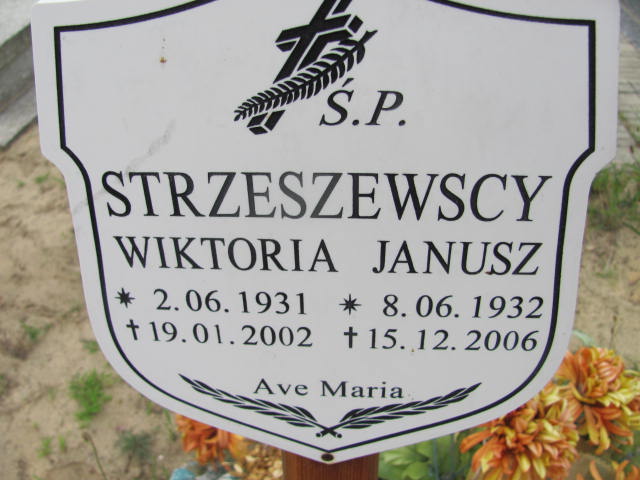 Ś.P.
STRZESZEWSCY
WIKTORIA JANUSZ
* 2.06.1931 * 8.06.1932
✝19.01.2002 ✝15.12.2006
Ave Maria